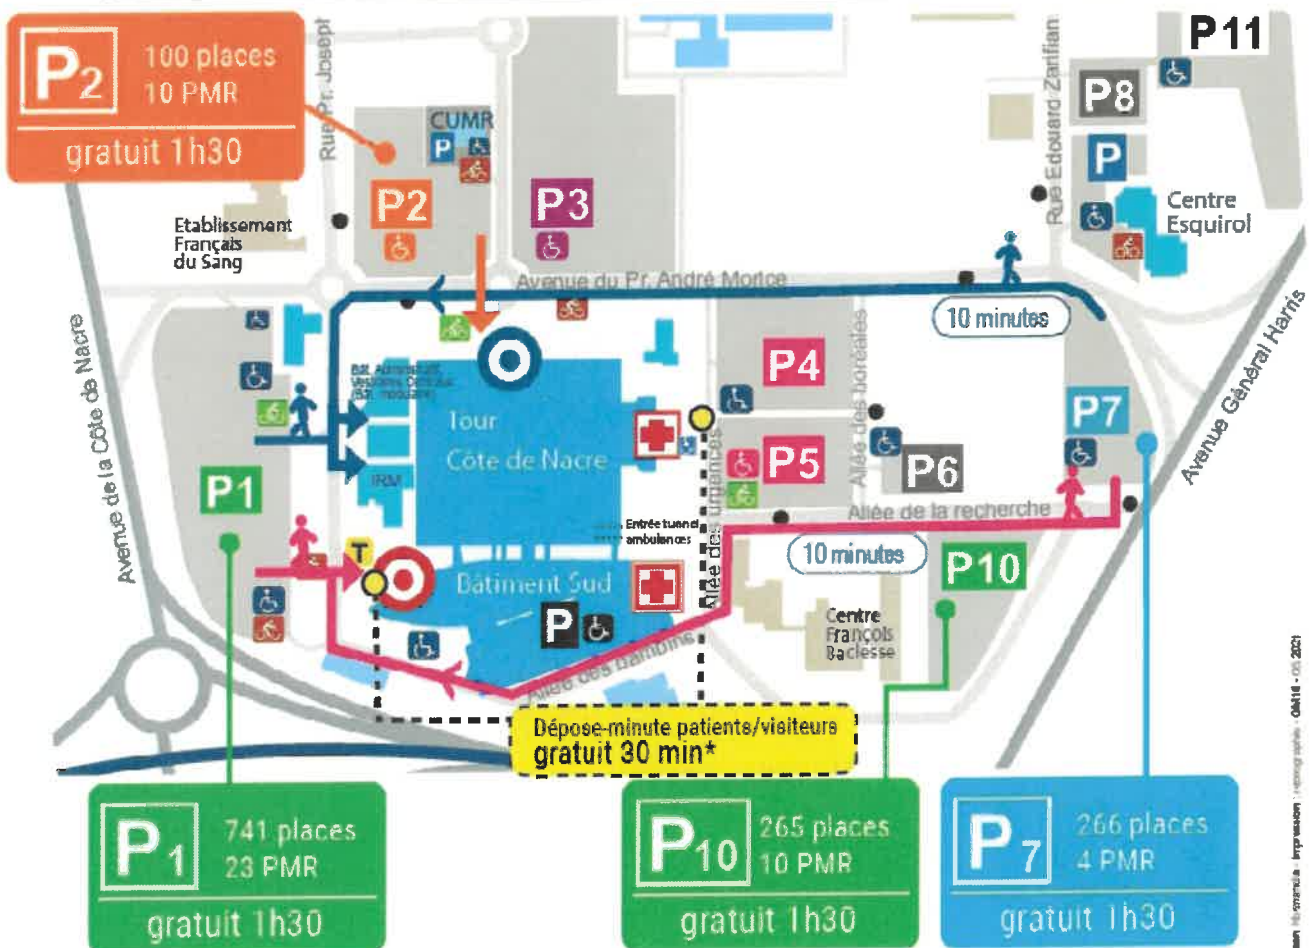 P2
100 places
10 PMR
gratuit 1h30
Rue Pr. Josept
CUMR
P
P2
P3
Etablissement
Français
du Sang
P11
P8
P
Rue Edouard Zarifian
Centre
Esquirol
Avenue du Pr. André Morice
10 minutes
Avenue de la Côte de Nacre
P4
Allée des boréales
P7
Avenue Général Harris
Tour
Côte de Nacre
IRM
P1
P5
P6
Allée des urgences
Allée de la recherche
Entrée tunnel
ambulances
10 minutes
P10
T
Bâtiment Sud
P
Centre
François
Baclesse
Allée des bambins
Dépose-minute patients/visiteurs
gratuit 30 min*
P1
741 places
23 PMR
gratuit 1h30
P10
265 places
10 PMR
gratuit 1h30
P7
266 places
4 PMR
gratuit 1h30